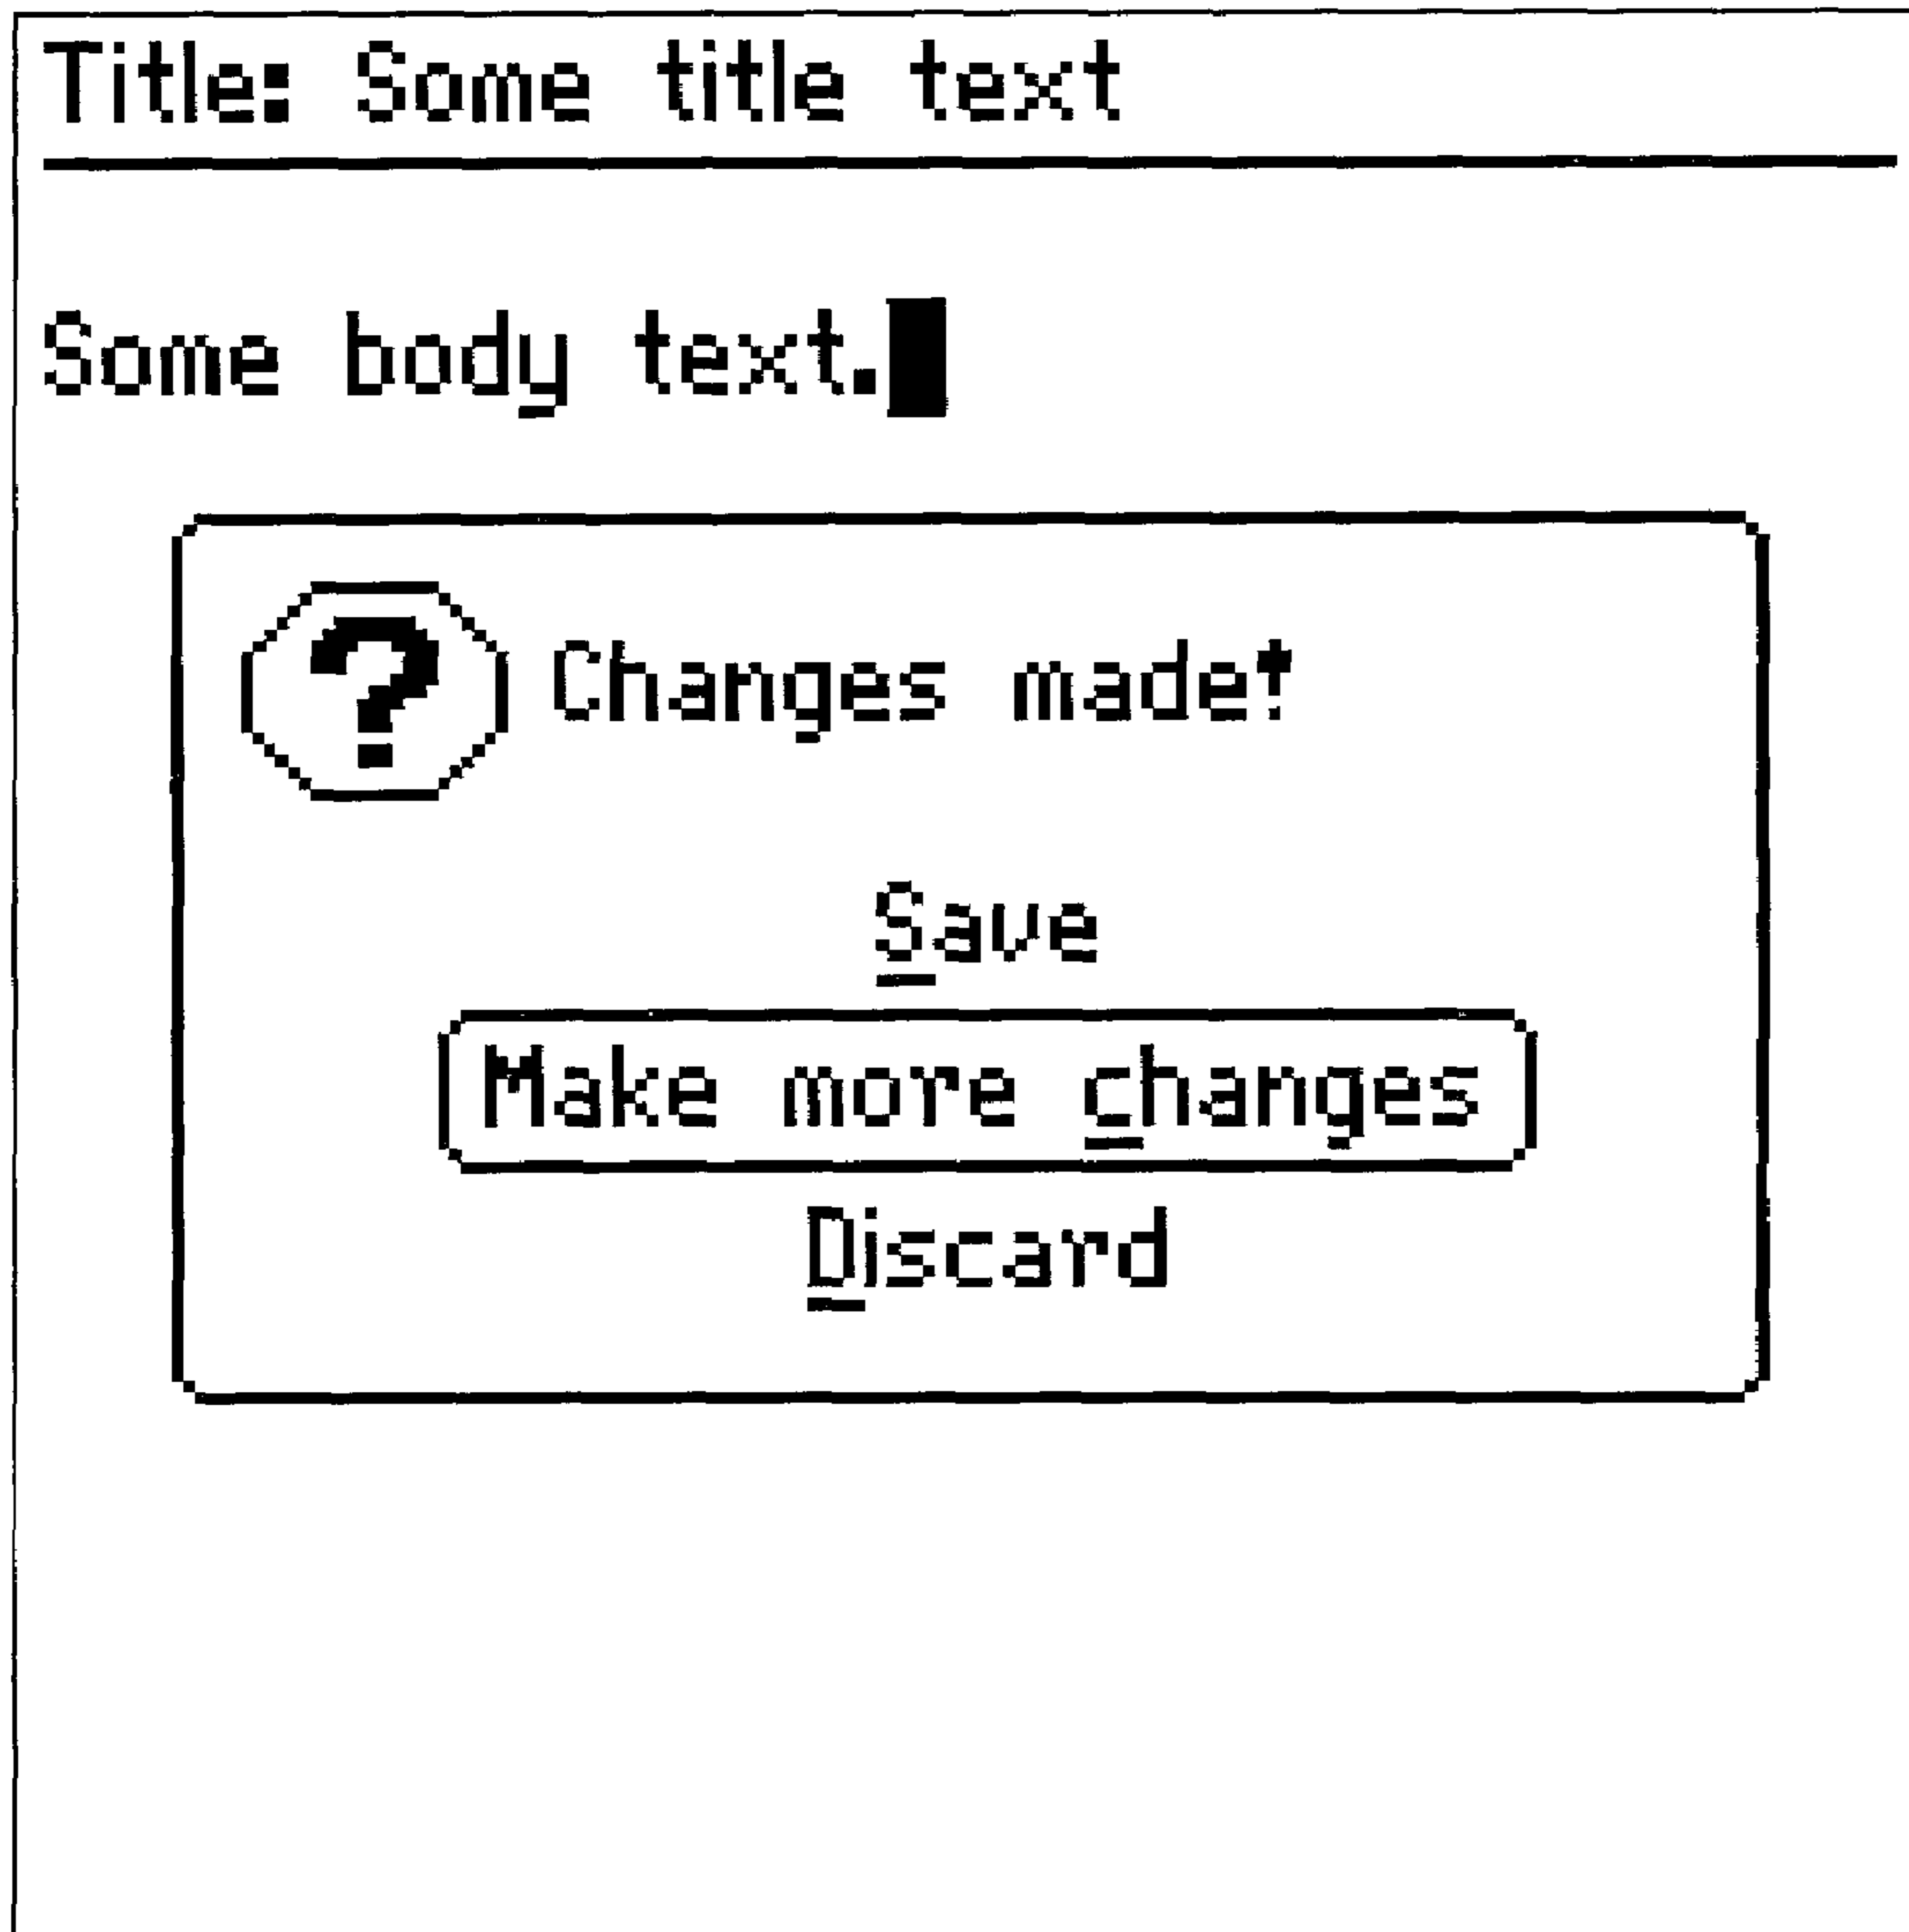 Title: Some title text
Some body text.
?
Changes made!
Save
Make more changes
Discard